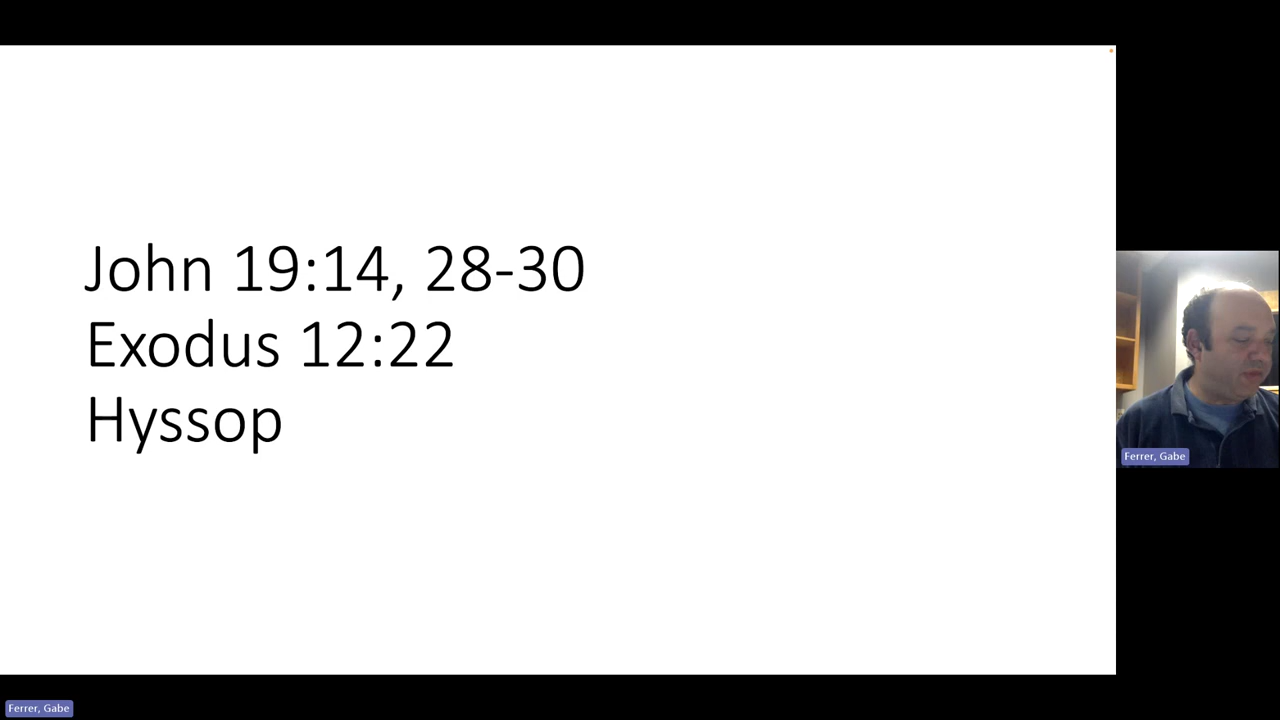 John 19:14, 28-30
Exodus 12:22
Hyssop
Ferrer, Gabe
Ferrer, Gabe